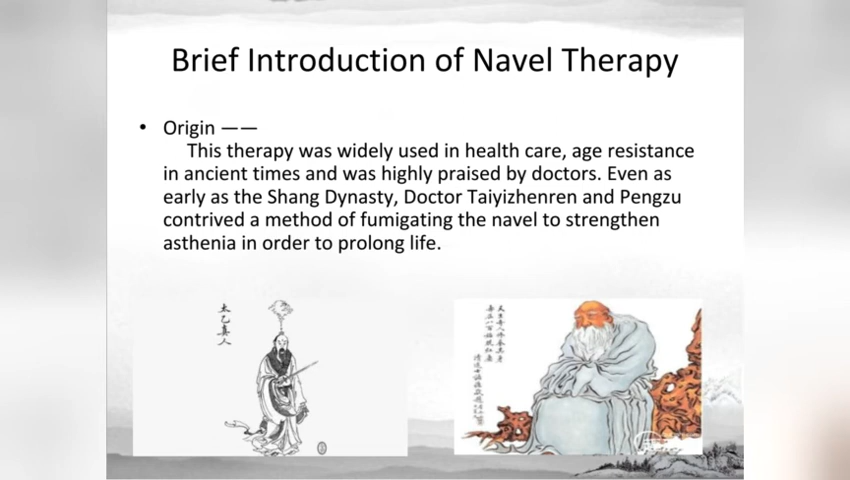 Brief Introduction of Navel Therapy
• Origin ——
This therapy was widely used in health care, age resistance
in ancient times and was highly praised by doctors. Even as
early as the Shang Dynasty, Doctor Taiyizhenren and Pengzu
contrived a method of fumigating the navel to strengthen
asthenia in order to prolong life.
太乙真人